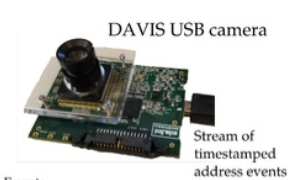 DAVIS USB camera
Stream of
timestamped
address events